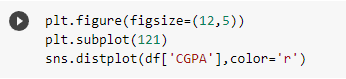 plt.figure(figsize=(12,5))
plt.subplot(121)
sns.distplot(df['CGPA'],color='r')